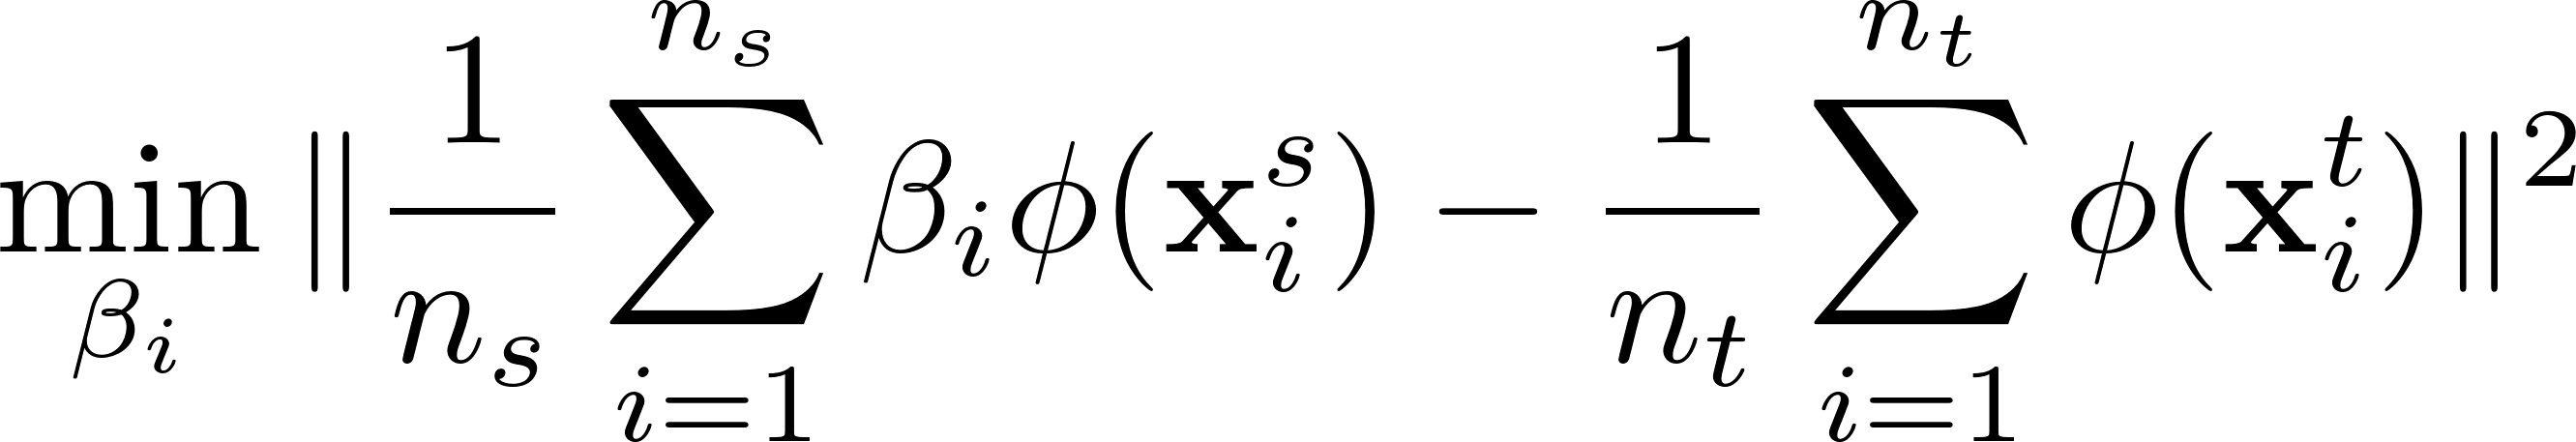 \min_{\beta_i} \| \frac{1}{n_s} \sum_{i=1}^{n_s} \beta_i \phi(\mathbf{x}_i^s) - \frac{1}{n_t} \sum_{i=1}^{n_t} \phi(\mathbf{x}_i^t) \|^2